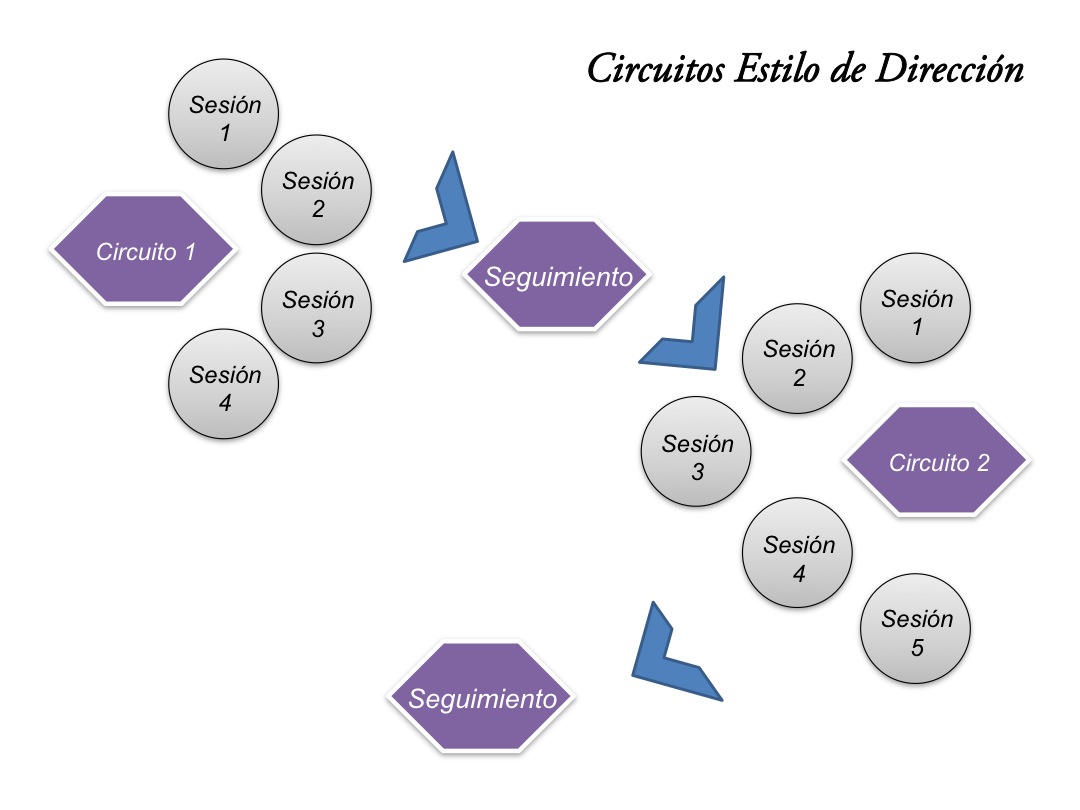 Circuitos Estilo de Dirección
Circuito 1
Sesión
1
Sesión
2
Sesión
3
Sesión
4
Seguimiento
Circuito 2
Sesión
1
Sesión
2
Sesión
3
Sesión
4
Sesión
5
Seguimiento